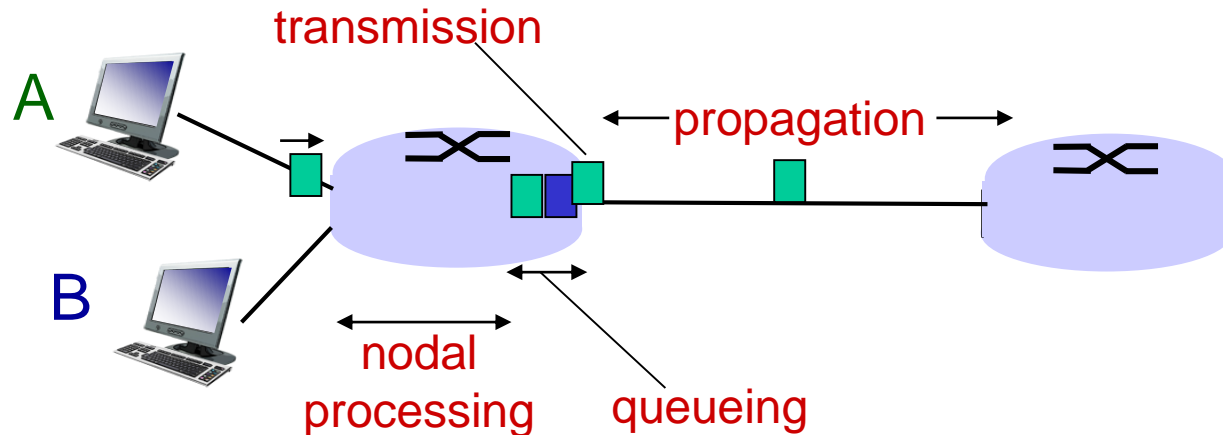 transmission
A
propagation
B
nodal
processing
queueing